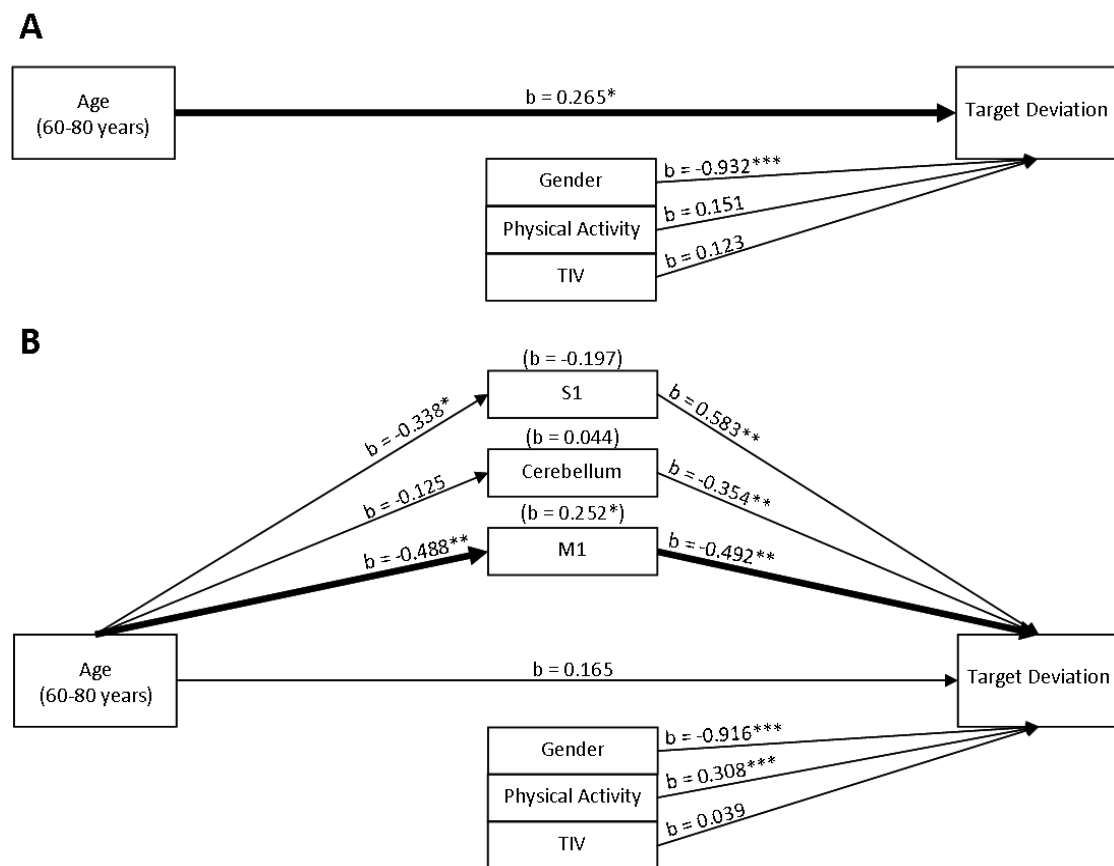 A
Age
(60-80 years)
b = 0.265*
Target Deviation
Gender
Physical Activity
TIV
b = -0.932***
b = 0.151
b = 0.123
B
(b = -0.197)
S1
(b = 0.044)
Cerebellum
(b = 0.252*)
M1
b = -0.338*
b = -0.125
b = -0.488**
b = 0.583**
b = -0.354**
b = -0.492**
Age
(60-80 years)
b = 0.165
Target Deviation
Gender
Physical Activity
TIV
b = -0.916***
b = 0.308***
b = 0.039